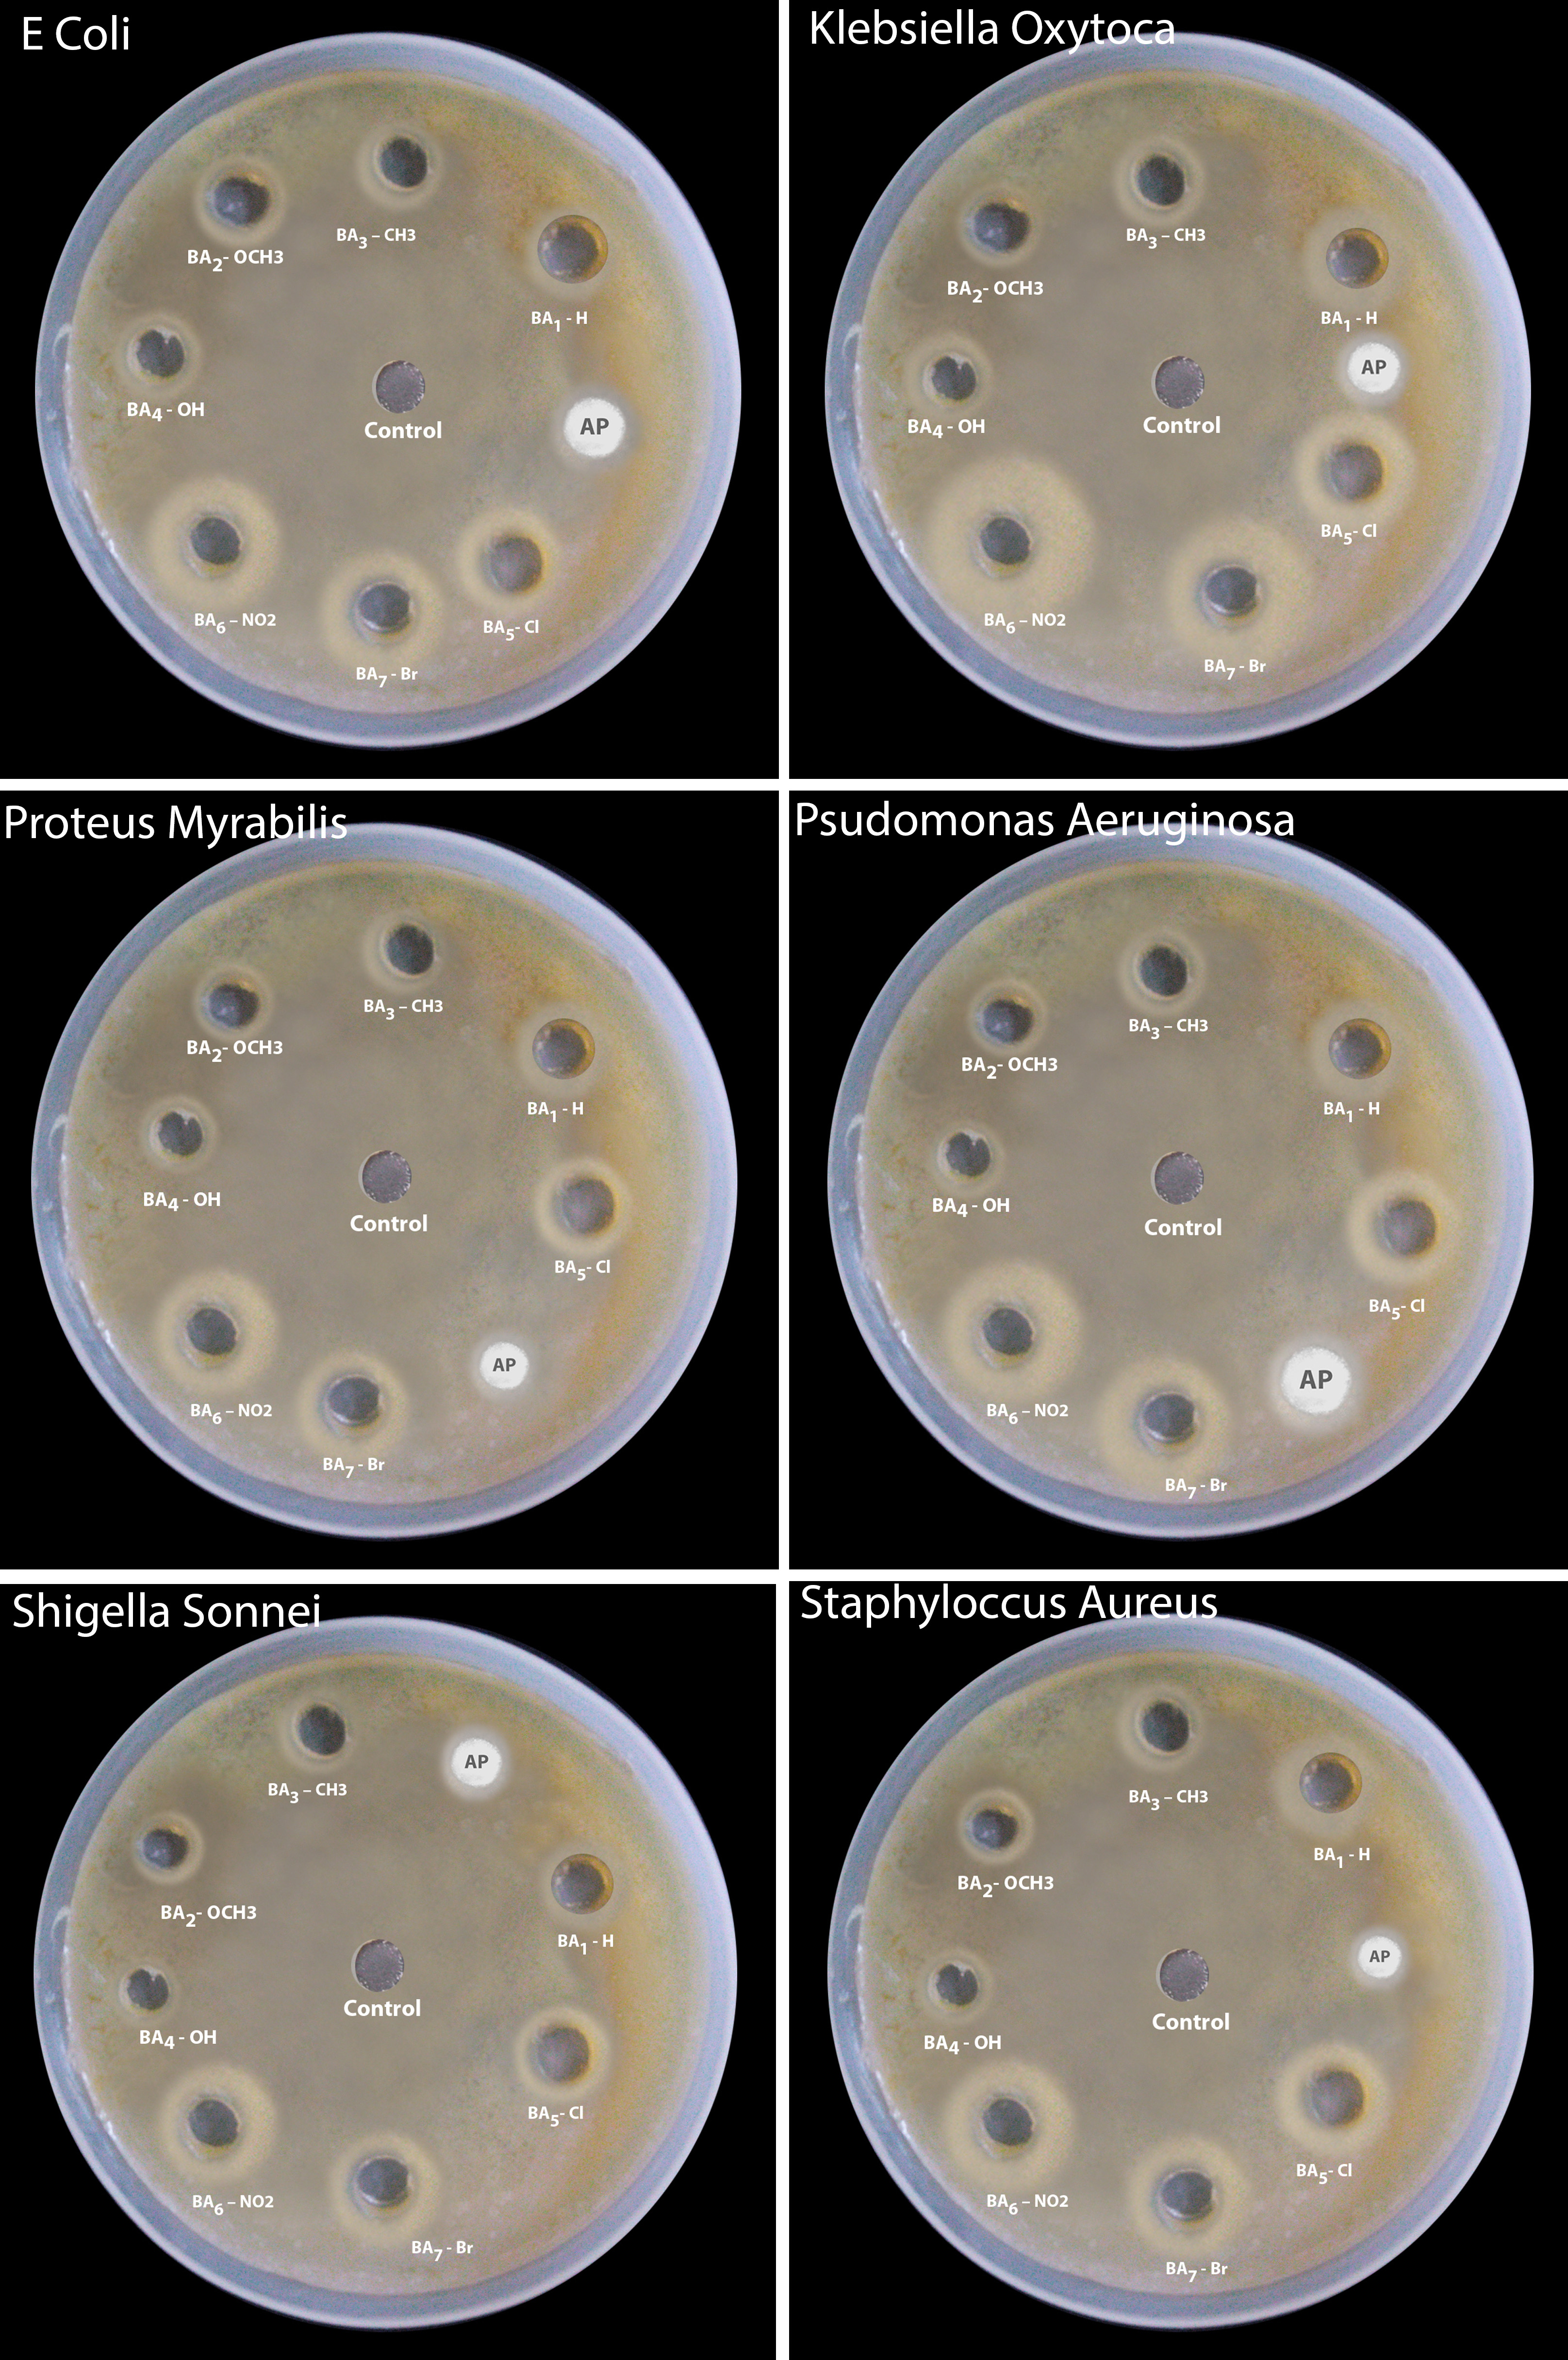 E Coli
BA3 – CH3
BA2- OCH3
BA1 - H
BA4 - OH
AP
Control
BA6 – NO2
BA5- Cl
BA7 - Br
Klebsiella Oxytoca
BA3 – CH3
BA2- OCH3
BA1 - H
AP
BA4 - OH
Control
BA5- Cl
BA6 – NO2
BA7 - Br
Proteus Myrabilis
BA3 – CH3
BA2- OCH3
BA1 - H
BA4 - OH
Control
BA5- Cl
AP
BA6 – NO2
BA7 - Br
Psudomonas Aeruginosa
BA3 – CH3
BA2- OCH3
BA1 - H
BA4 - OH
Control
BA5- Cl
AP
BA6 – NO2
BA7 - Br
Shigella Sonnei
AP
BA3 – CH3
BA2- OCH3
BA1 - H
Control
BA4 - OH
BA5- Cl
BA6 – NO2
BA7 - Br
Staphyloccus Aureus
BA3 – CH3
BA1 - H
BA2- OCH3
AP
Control
BA4 - OH
BA5- Cl
BA6 – NO2
BA7 - Br